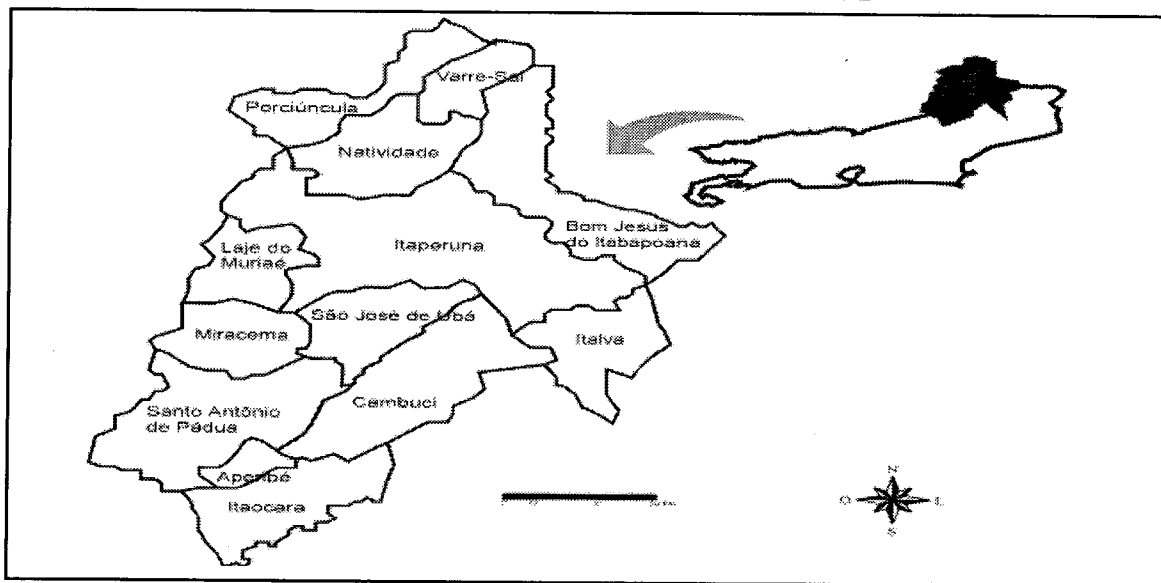 Varre-Sai
Porciúncula
Natividade
Bom Jesus
do Itabapoana
Laje do
Muriaé
Itaperuna
São José de Ubá
Miracema
Italva
Cambuci
Santo Antônio
de Pádua
Aperibé
Itaocara
N
O
L
S